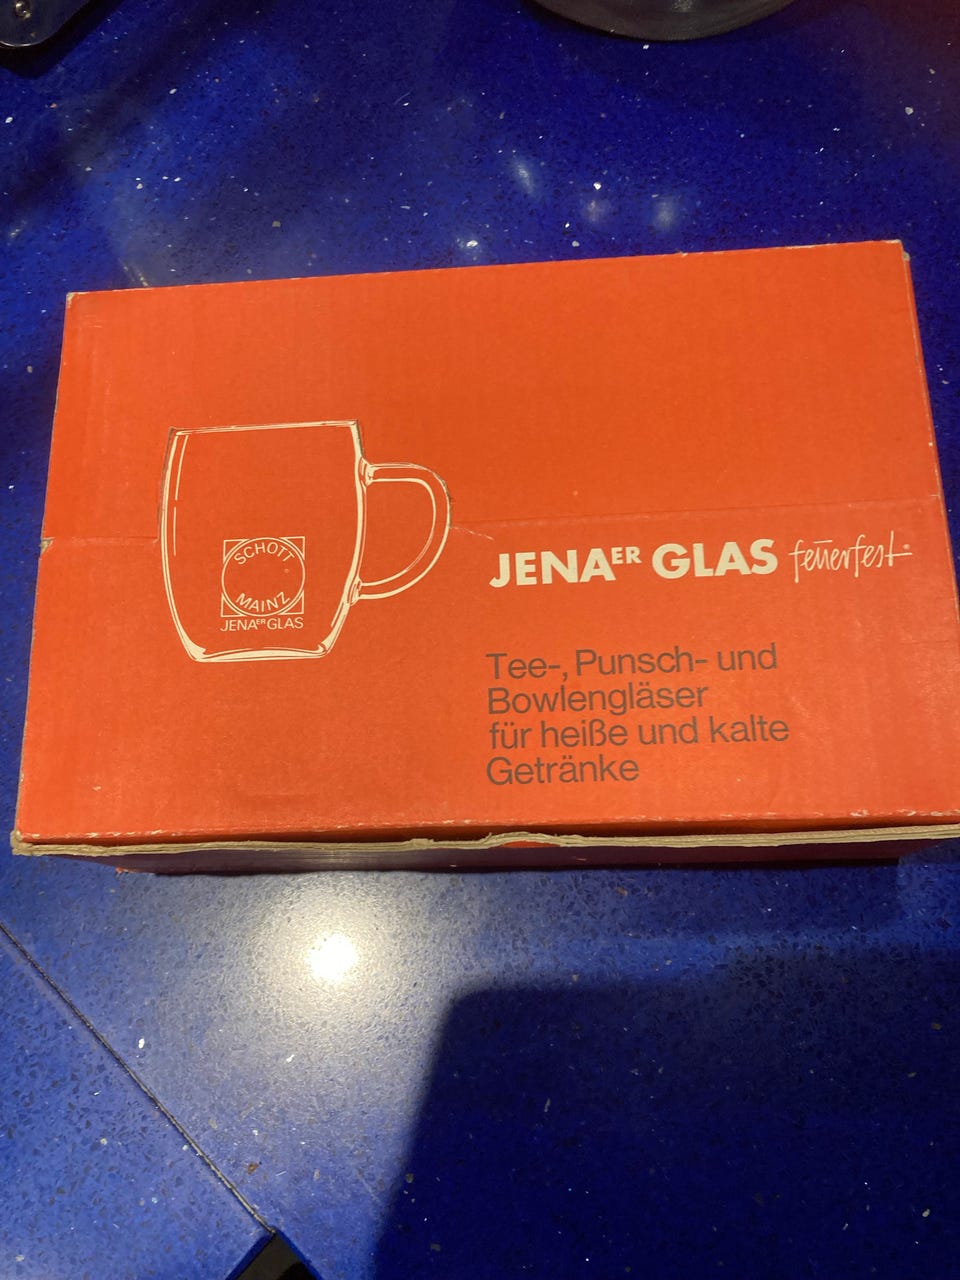 SCHOTT
MAINZ
JENAER GLAS
JENAER GLAS feuerfest®
Tee-, Punsch- und
Bowlengläser
für heiße und kalte
Getränke